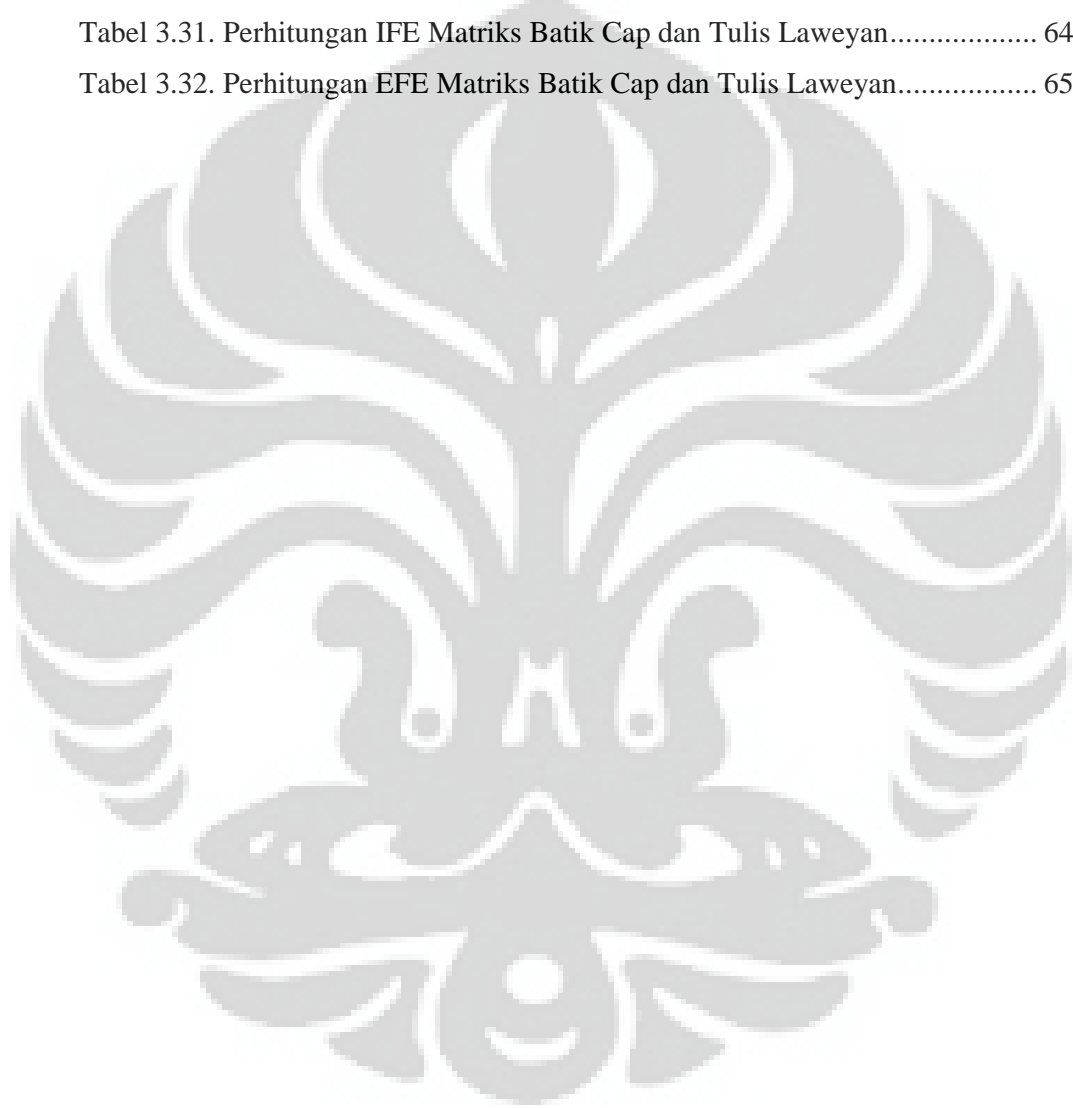 Tabel 3.31. Perhitungan IFE Matriks Batik Cap dan Tulis Laweyan................... 64
Tabel 3.32. Perhitungan EFE Matriks Batik Cap dan Tulis Laweyan.................. 65